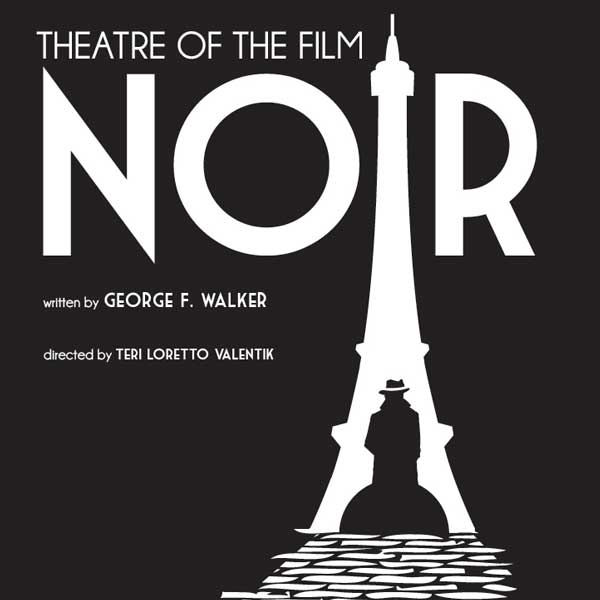 THEATRE OF THE FILM
NOIR
written by GEORGE F. WALKER
directed by TERI LORETTO VALENTIK